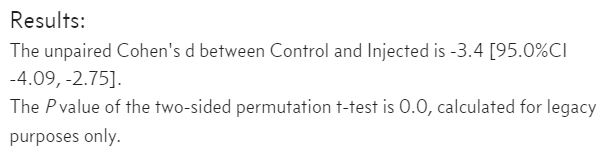 Results:
The unpaired Cohen's d between Control and Injected is -3.4 [95.0%CI
-4.09, -2.75].
The P value of the two-sided permutation t-test is 0.0, calculated for legacy
purposes only.